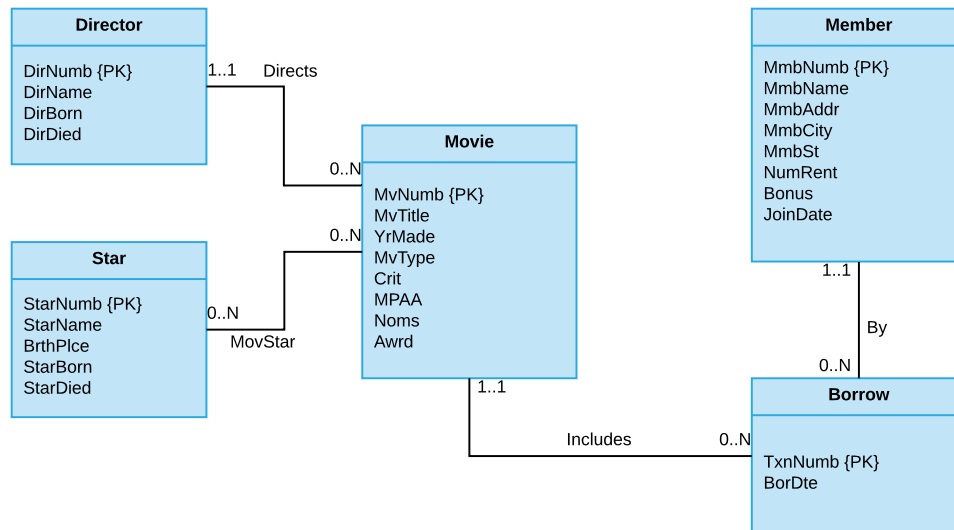 Director
DirNumb {PK}
DirName
DirBorn
DirDied
1..1
Directs
0..N
Movie
MvNumb {PK}
MvTitle
YrMade
MvType
Crit
MPAA
Noms
Awrd
0..N
Star
StarNumb {PK}
StarName
BrthPlce
StarBorn
StarDied
0..N
MovStar
1..1
Includes
0..N
Member
MmbNumb {PK}
MmbName
MmbAddr
MmbCity
MmbSt
NumRent
Bonus
JoinDate
1..1
By
0..N
Borrow
TxnNumb {PK}
BorDte